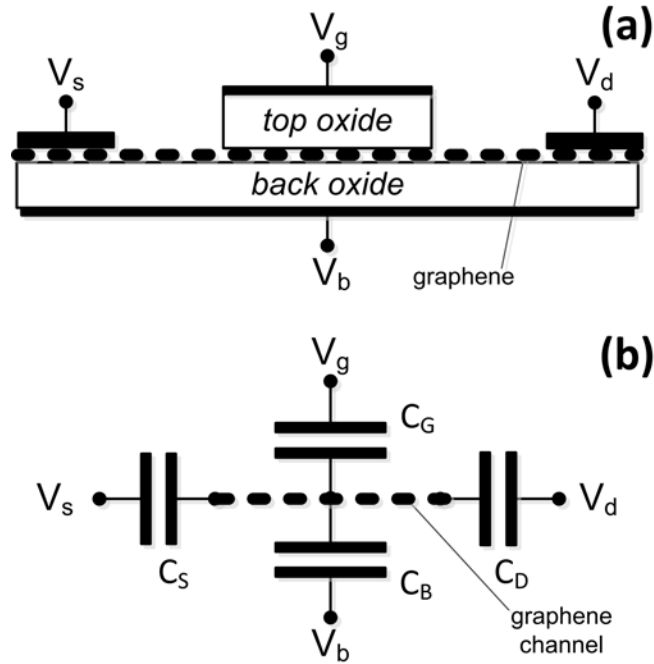 (a)
V_g
V_s
V_d
top oxide
back oxide
V_b
graphene
(b)
V_g
C_G
V_s
V_d
C_S
C_B
C_D
V_b
graphene
channel